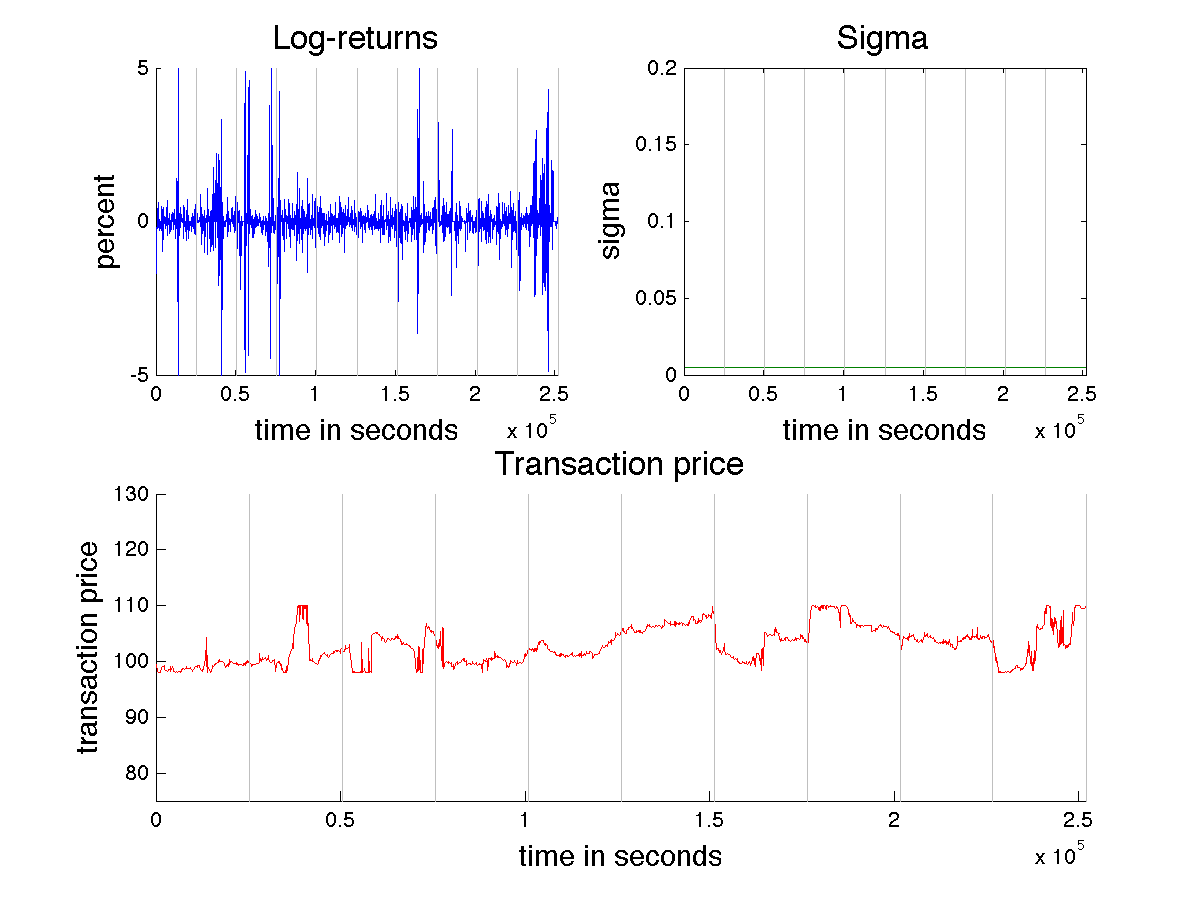 Log-returns
5
0
-5
percent
0 0.5 1 1.5 2 2.5
x 10^5
time in seconds
Sigma
0.2
0.15
0.1
0.05
0
sigma
0 0.5 1 1.5 2 2.5
x 10^5
time in seconds
Transaction price
130
120
110
100
90
80
transaction price
0 0.5 1 1.5 2 2.5
x 10^5
time in seconds